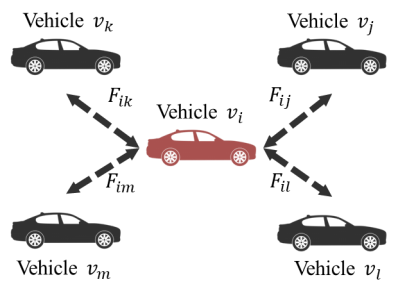 Vehicle v_k
Vehicle v_j
F_ik
Vehicle v_i
F_ij
F_im
F_il
Vehicle v_m
Vehicle v_l